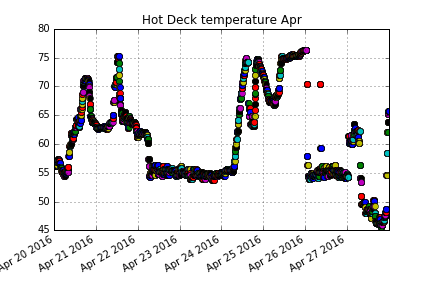 Hot Deck temperature Apr
80
75
70
65
60
55
50
45
Apr 20 2016
Apr 21 2016
Apr 22 2016
Apr 23 2016
Apr 24 2016
Apr 25 2016
Apr 26 2016
Apr 27 2016